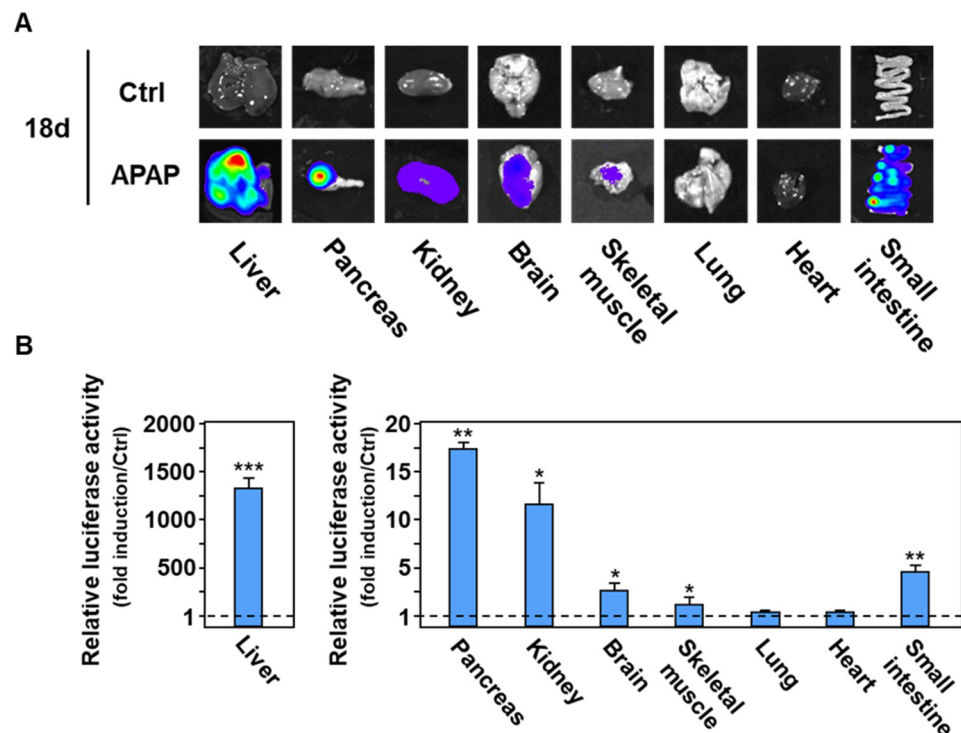 A
18d
Ctrl
APAP
Liver
Pancreas
Kidney
Brain
Skeletal
muscle
Lung
Heart
Small
intestine
B
Relative luciferase activity
(fold induction/Ctrl)
2000
1500
1000
500
1
***
Liver
Relative luciferase activity
(fold induction/Ctrl)
20
15
10
5
1
**
*
*
*
**
Pancreas
Kidney
Brain
Skeletal
muscle
Lung
Heart
Small
intestine